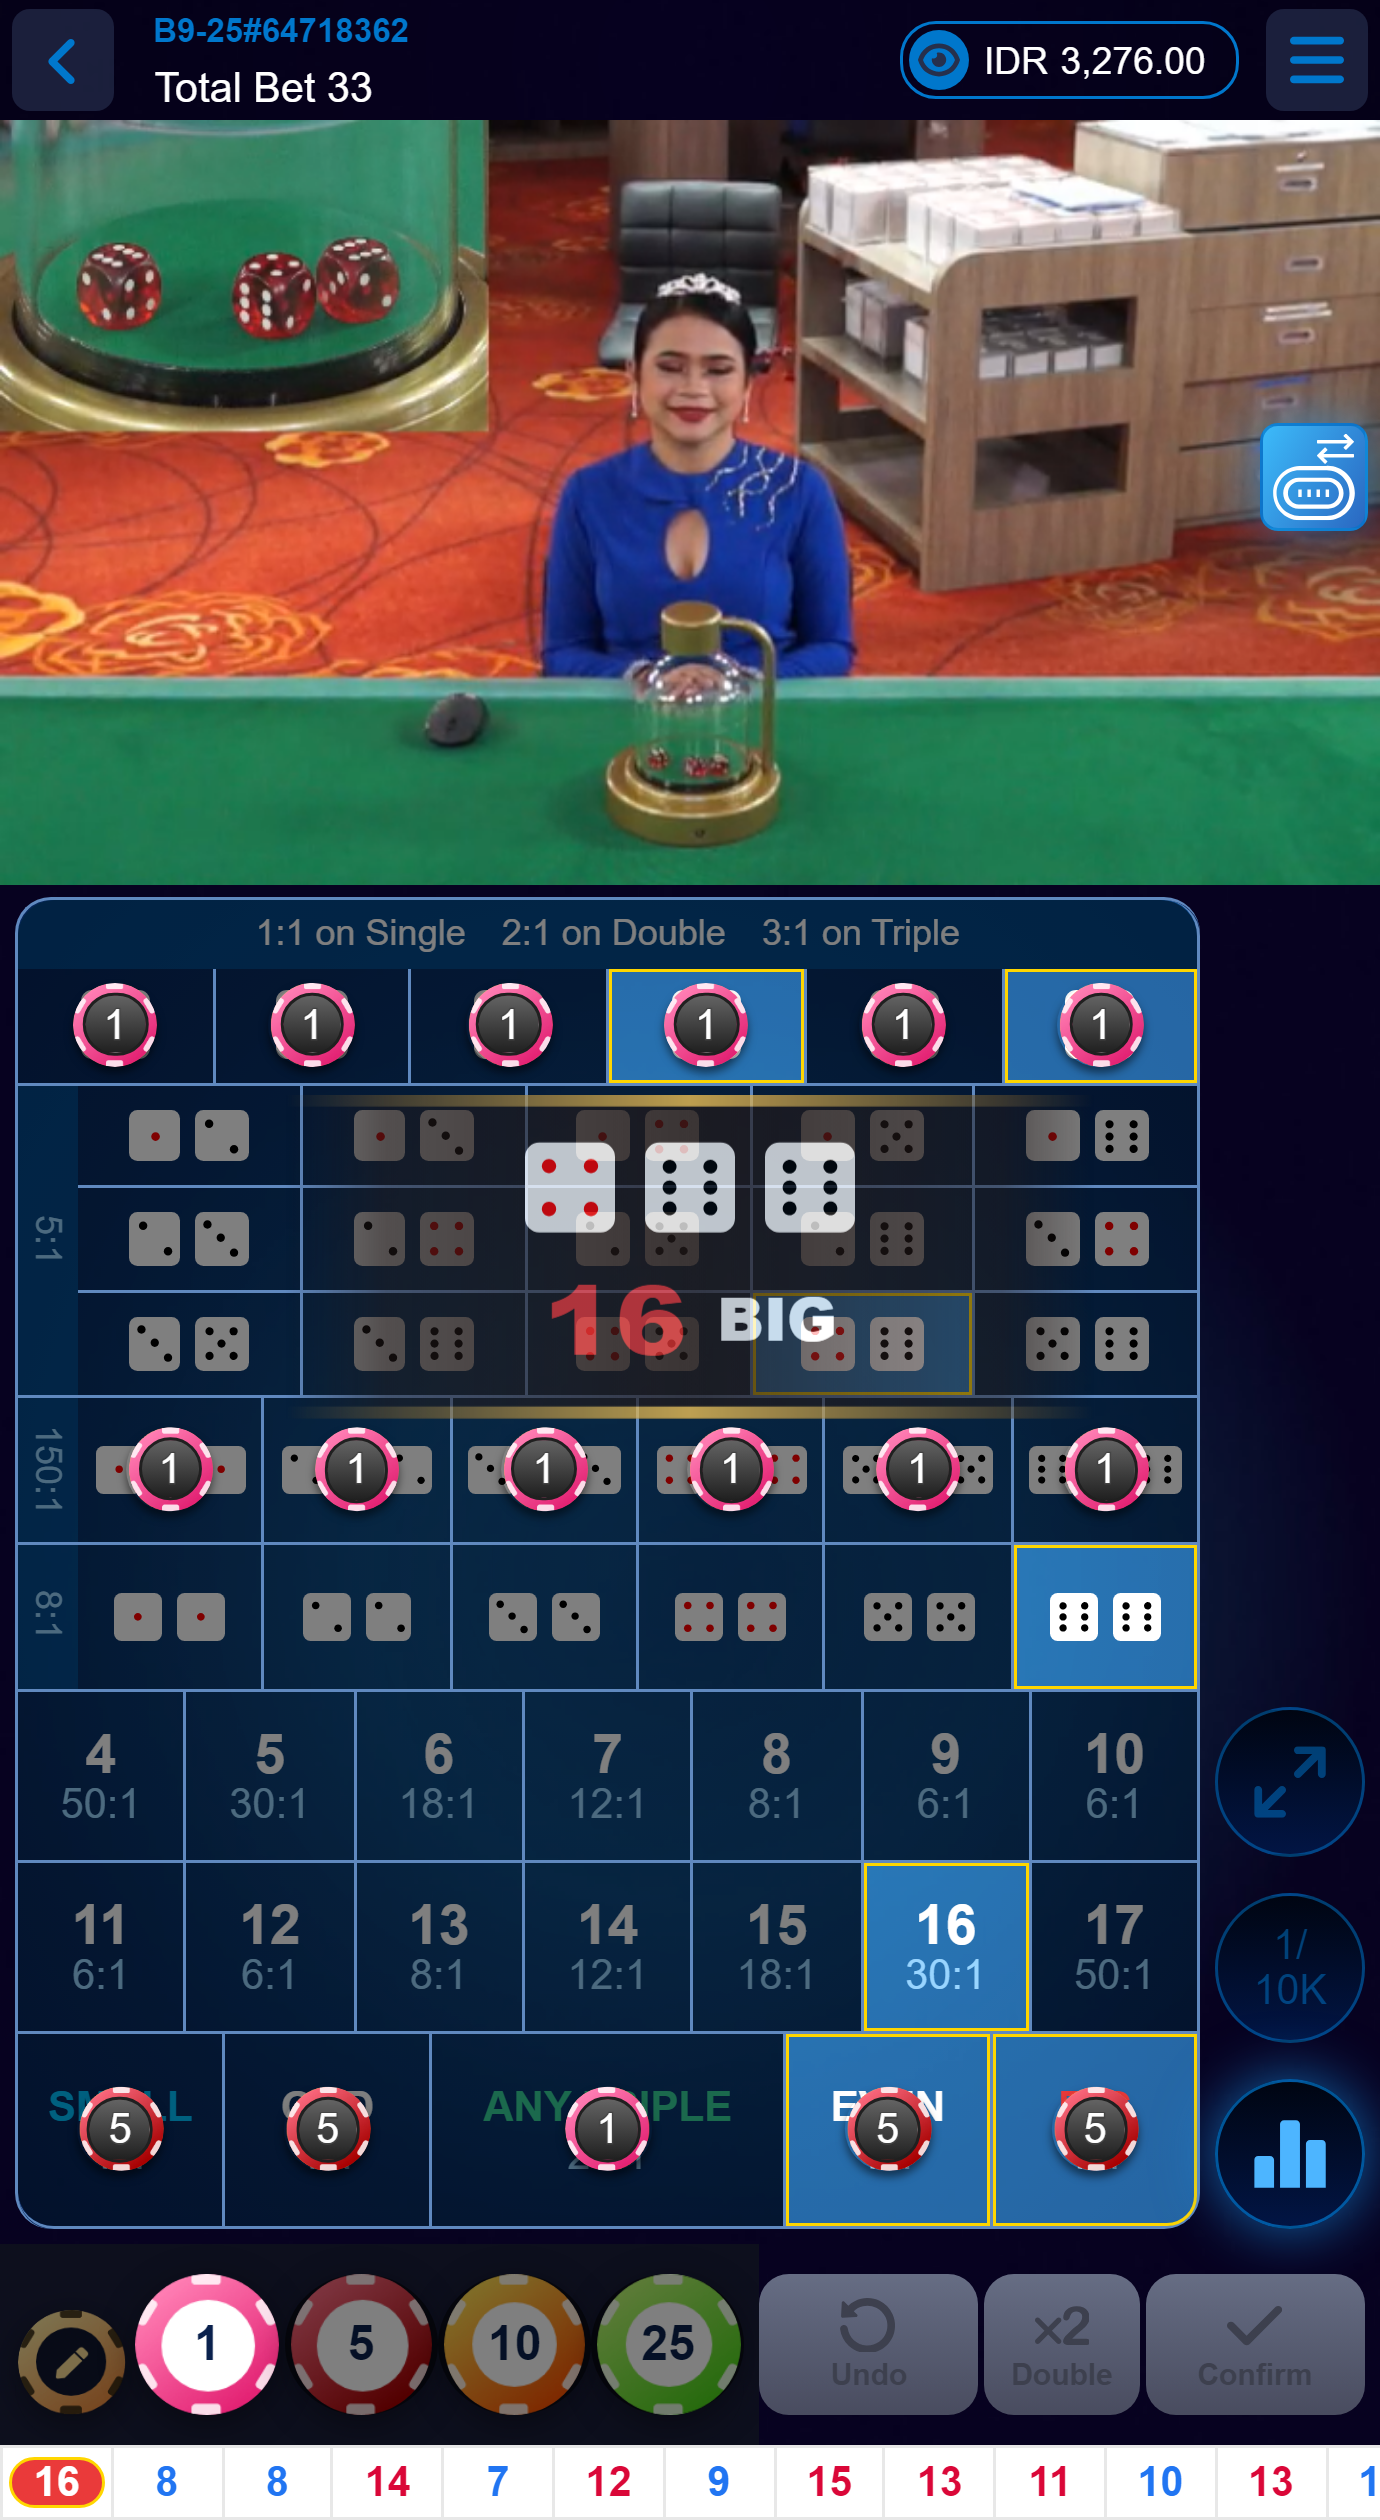 B9-25#64718362
Total Bet 33
IDR 3,276.00
1:1 on Single 2:1 on Double 3:1 on Triple
1 1 1 1 1 1
5:1
16 BIG
150:1
1 1 1 1 1 1
8:1
4 5 6 7 8 9 10
50:1 30:1 18:1 12:1 8:1 6:1 6:1
11 12 13 14 15 16 17
6:1 6:1 8:1 12:1 18:1 30:1 50:1
5 5 1 5 5
1/
10K
1 5 10 25
x2
Undo Double Confirm
16 8 8 14 7 12 9 15 13 11 10 13